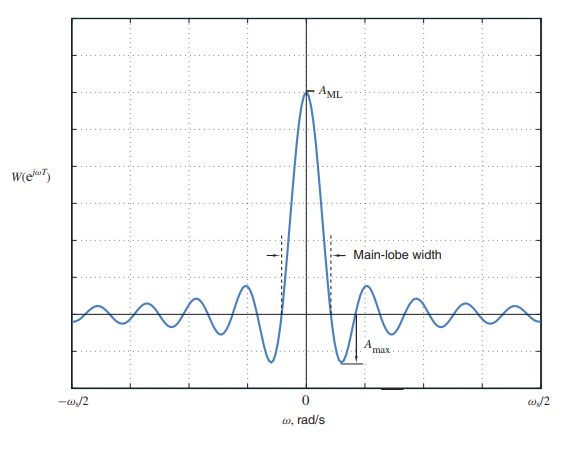 A_ML
W(e^jωT)
Main-lobe width
A_max
−ω_s/2
0
ω_s/2
ω, rad/s